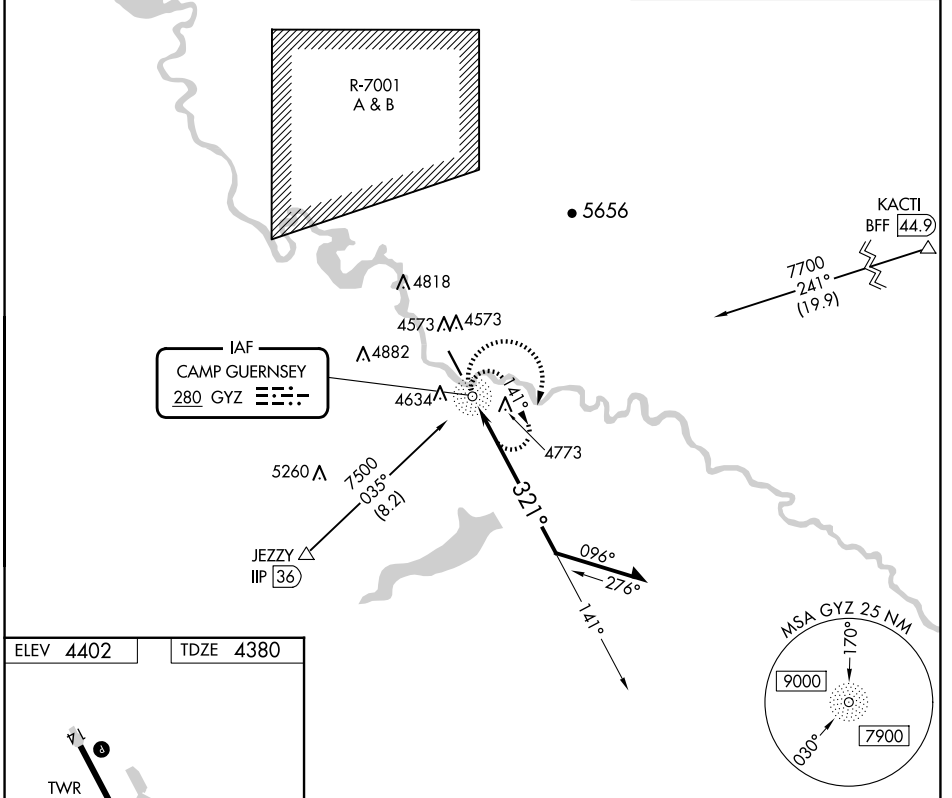 R-7001
A & B
5656
KACTI
BFF 44.9
7700
241°
(19.9)
4818
4573 4573
4882
IAF
CAMP GUERNSEY
280 GYZ
4634
141°
4773
5260
7500
035°
(8.2)
321°
JEZZY
IIP 36
096°
276°
141°
MSA GYZ 25 NM
170°
9000
7900
030°
ELEV 4402
TDZE 4380
14
P
TWR